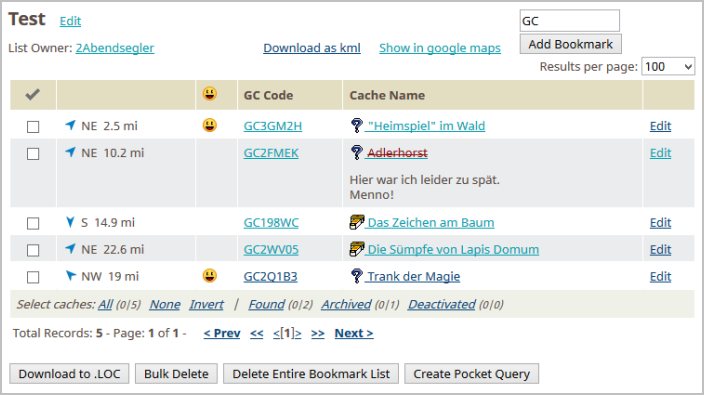 Test Edit
GC
List Owner: 2Abendsegler Download as kml Show in google maps Add Bookmark
Results per page: 100
GC Code Cache Name
NE 2.5 mi GC3GM2H "Heimspiel" im Wald Edit
NE 10.2 mi GC2FMEK Adlerhorst Edit
Hier war ich leider zu spät.
Menno!
S 14.9 mi GC198WC Das Zeichen am Baum Edit
NE 22.6 mi GC2WV05 Die Sümpfe von Lapis Domum Edit
NW 19 mi GC2Q1B3 Trank der Magie Edit
Select caches: All (0|5) None Invert | Found (0|2) Archived (0|1) Deactivated (0|0)
Total Records: 5 - Page: 1 of 1 - < Prev << <[1]> >> Next >
Download to .LOC Bulk Delete Delete Entire Bookmark List Create Pocket Query